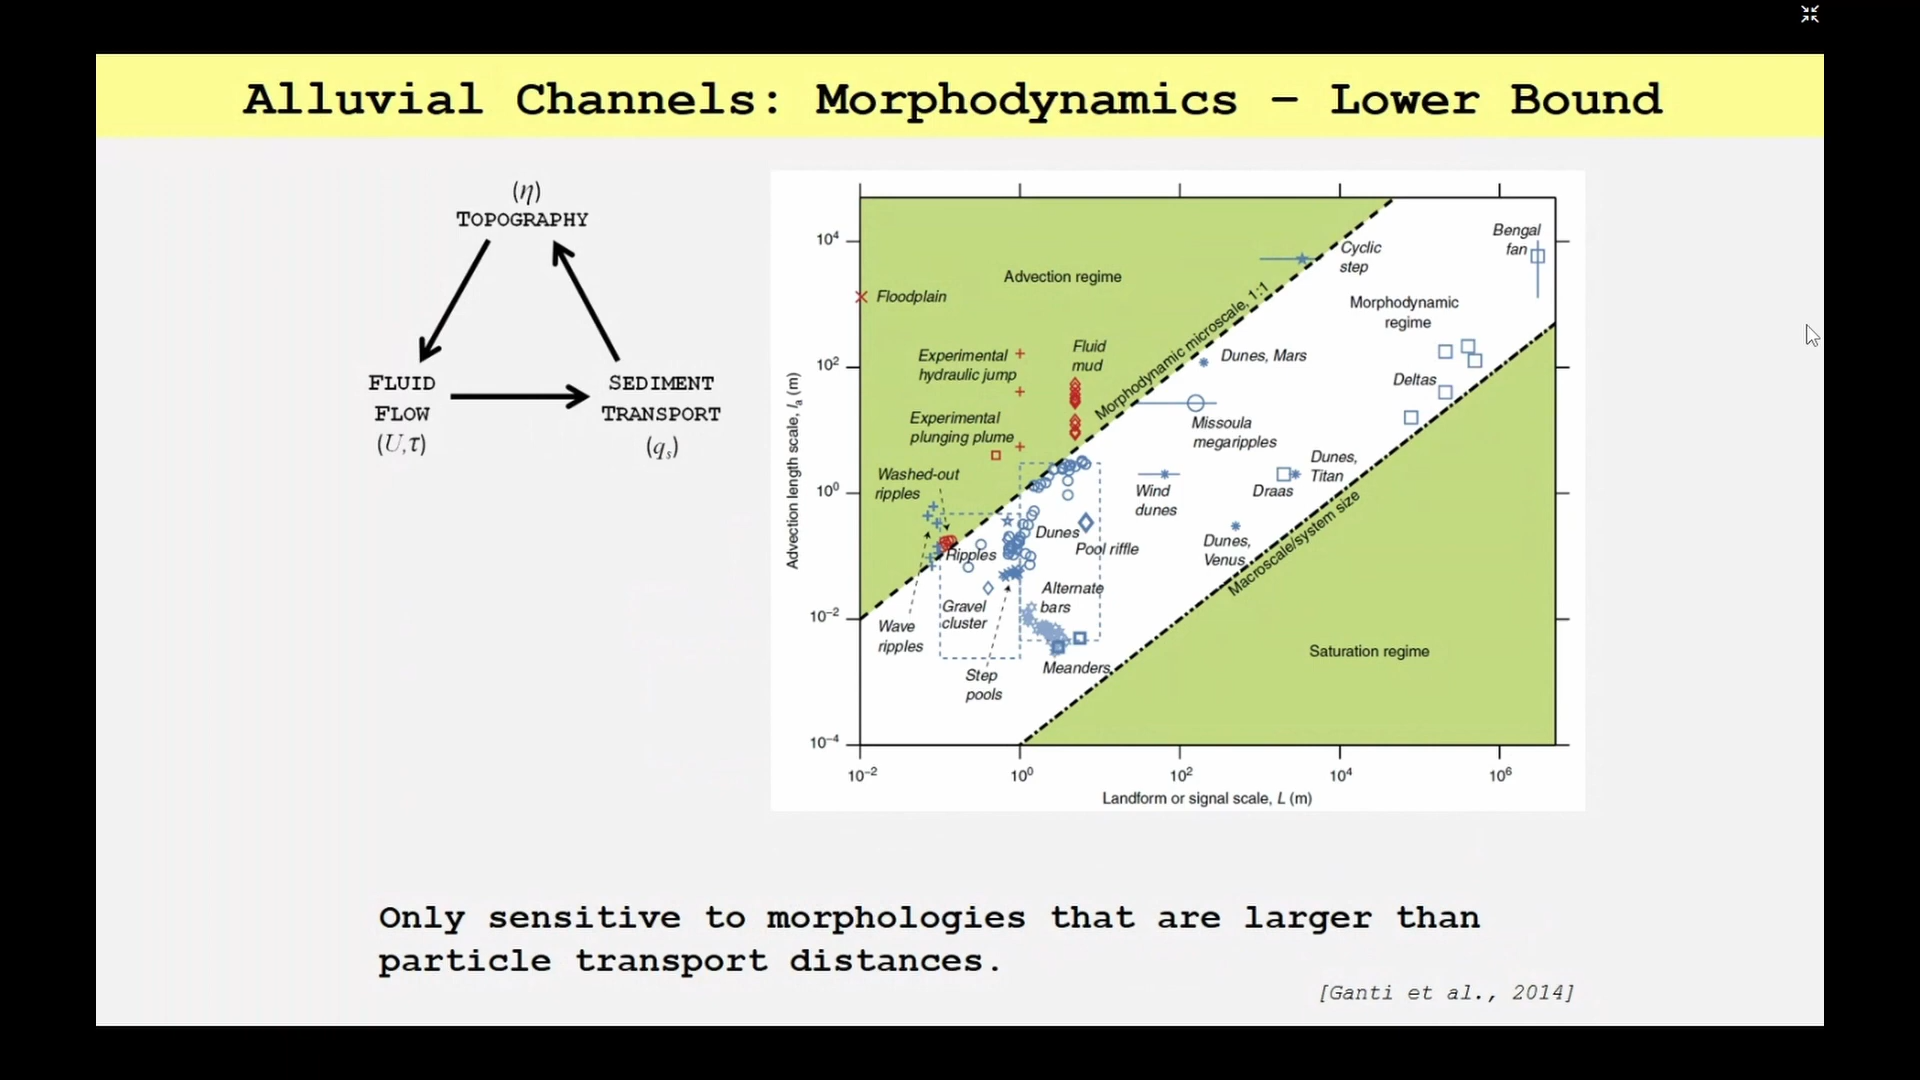 Alluvial Channels: Morphodynamics – Lower Bound
(η)
TOPOGRAPHY
FLUID
FLOW
(U,τ)
SEDIMENT
TRANSPORT
(qₛ)
Advection length scale, lₐ (m)
10⁴
10²
10⁰
10⁻²
10⁻⁴
Advection regime
Floodplain
Experimental
hydraulic jump
Fluid
mud
Experimental
plunging plume
Washed-out
ripples
Morphodynamic microscale, 1:1
Cyclic
step
Bengal
fan
Morphodynamic
regime
Dunes, Mars
Deltas
Missoula
megaripples
Dunes,
Titan
Draas
Wind
dunes
Dunes
Pool riffle
Dunes,
Venus
Macroscale/system size
Ripples
Gravel
cluster
Alternate
bars
Wave
ripples
Step
pools
Meanders
Saturation regime
10⁻²
10⁰
10²
10⁴
10⁶
Landform or signal scale, L (m)
Only sensitive to morphologies that are larger than
particle transport distances.
[Ganti et al., 2014]